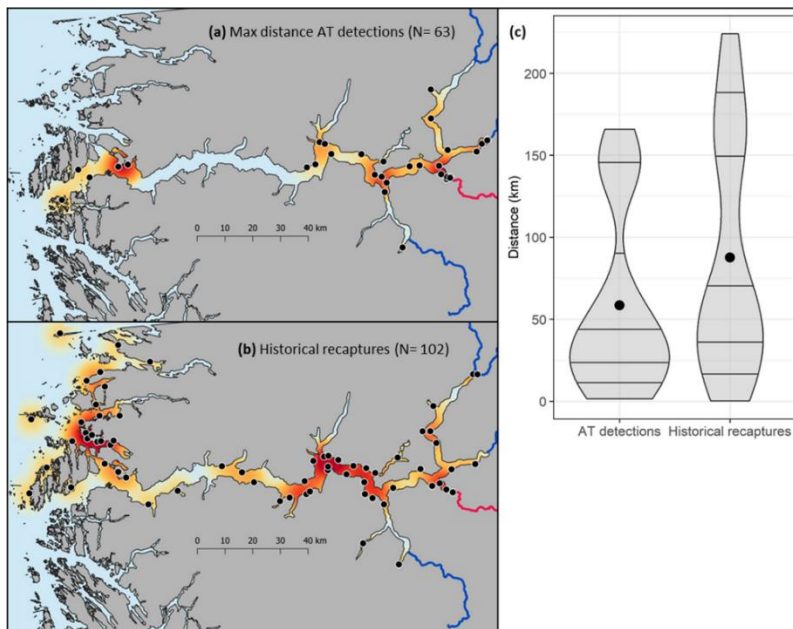 (a) Max distance AT detections (N= 63)
0 10 20 30 40 km
(b) Historical recaptures (N= 102)
0 10 20 30 40 km
(c)
Distance (km)
200
150
100
50
0
AT detections Historical recaptures